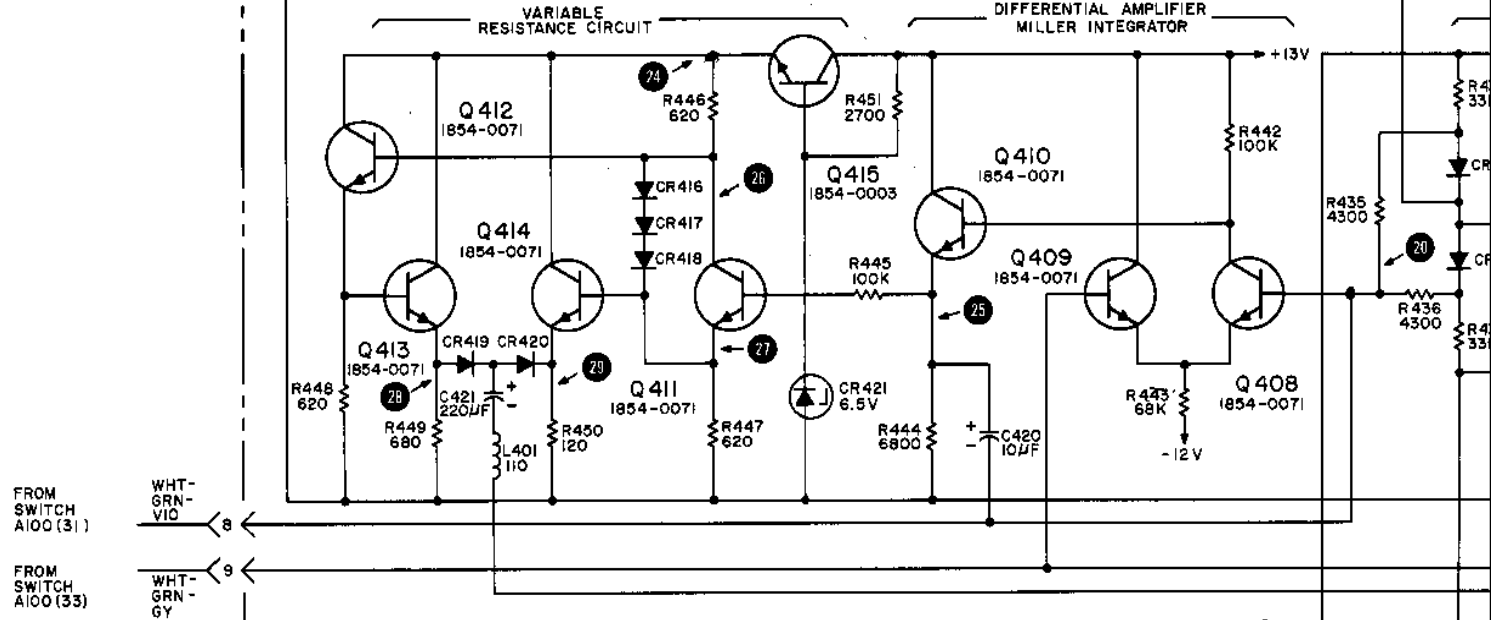 VARIABLE
RESISTANCE CIRCUIT
DIFFERENTIAL AMPLIFIER
MILLER INTEGRATOR
+13V
24
R446
620
R451
2700
Q412
1854-0071
R442
100K
Q410
1854-0071
26
Q415
1854-0003
CR416
CR417
CR418
R435
4300
Q414
1854-0071
20
Q409
1854-0071
R445
100K
25
R436
4300
CR419
CR420
27
Q413
1854-0071
29
28
C421
220µF
+
-
Q411
1854-0071
CR421
6.5V
R443
68K
Q408
1854-0071
R448
620
R449
680
L401
110
R450
120
R447
620
R444
6800
+
-
C420
10µF
-12V
FROM
SWITCH
A100(31)
WHT-
GRN-
VIO
8
FROM
SWITCH
A100(33)
WHT-
GRN-
GY
9